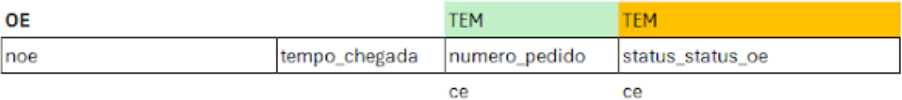 OE TEM TEM
noe tempo_chegada numero_pedido status_status_oe
ce ce